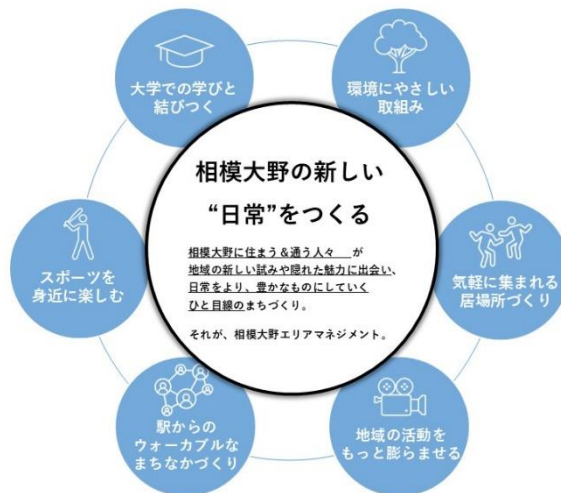 大学での学びと
結びつく
環境にやさしい
取組み
相模大野の新しい
“日常”をつくる
相模大野に住まう＆通う人々 が
地域の新しい試みや隠れた魅力に出会い、
日常をより、豊かなものにしていく
ひと目線のまちづくり。
それが、相模大野エリアマネジメント。
スポーツを
身近に楽しむ
気軽に集まれる
居場所づくり
駅からの
ウォーカブルな
まちなかづくり
地域の活動を
もっと膨らませる